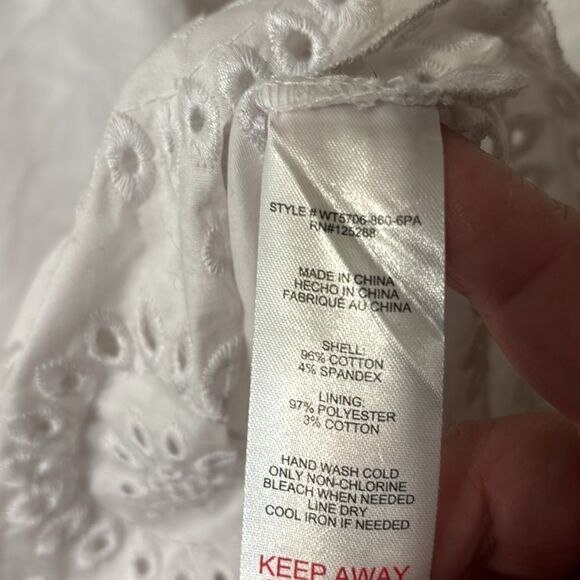 STYLE # WT5706-860-6PA
RN#125268
MADE IN CHINA
HECHO IN CHINA
FABRIQUÉ AU CHINA
SHELL:
96% COTTON
4% SPANDEX
LINING:
97% POLYESTER
3% COTTON
HAND WASH COLD
ONLY NON-CHLORINE
BLEACH WHEN NEEDED
LINE DRY
COOL IRON IF NEEDED
KEEP AWAY